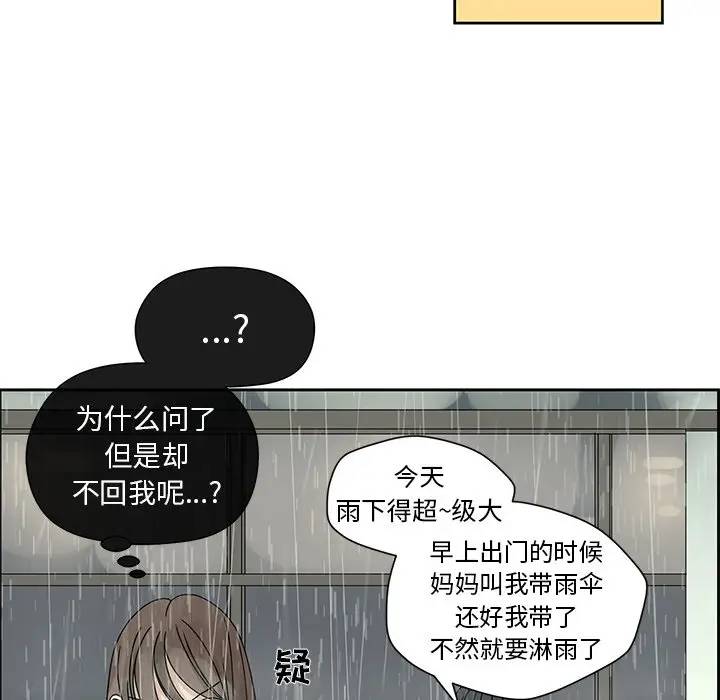 ...?
为什么问了
但是却
不回我呢...?
今天
雨下得超~级大
早上出门的时候
妈妈叫我带雨伞
还好我带了
不然就要淋雨了
疑